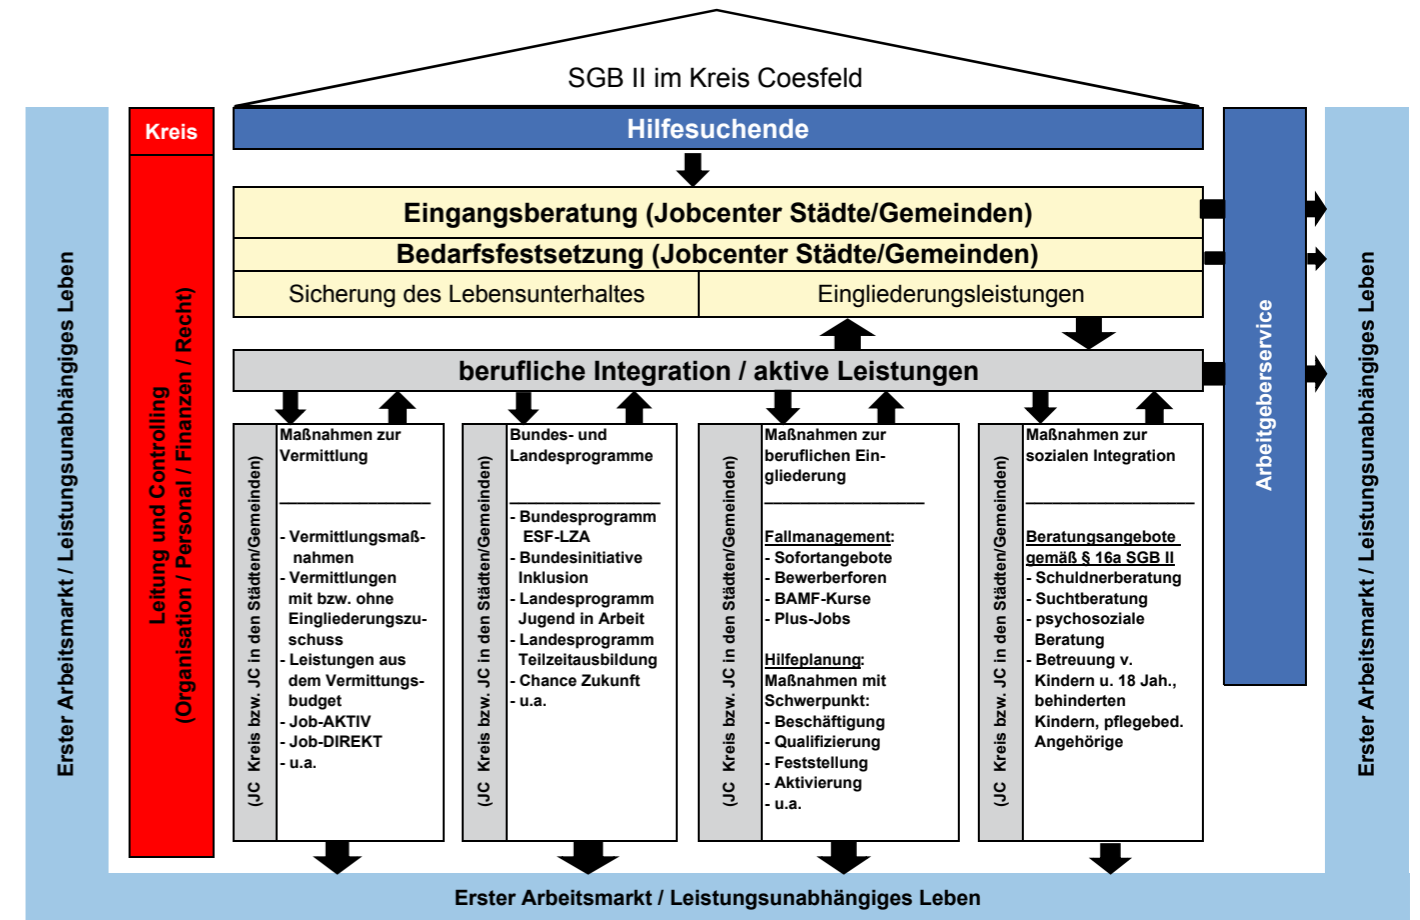 SGB II im Kreis Coesfeld
Erster Arbeitsmarkt / Leistungsunabhängiges Leben
Kreis
Leitung und Controlling
(Organisation / Personal / Finanzen / Recht)
Hilfesuchende
Eingangsberatung (Jobcenter Städte/Gemeinden)
Bedarfsfestsetzung (Jobcenter Städte/Gemeinden)
Sicherung des Lebensunterhaltes
Eingliederungsleistungen
berufliche Integration / aktive Leistungen
(JC Kreis bzw. JC in den Städten/Gemeinden)
Maßnahmen zur
Vermittlung
- Vermittlungsmaß-
nahmen
- Vermittlungen
mit bzw. ohne
Eingliederungszu-
schuss
- Leistungen aus
dem Vermittungs-
budget
- Job-AKTIV
- Job-DIREKT
- u.a.
(JC Kreis bzw. JC in den Städten/Gemeinden)
Bundes- und
Landesprogramme
- Bundesprogramm
ESF-LZA
- Bundesinitiative
Inklusion
- Landesprogramm
Jugend in Arbeit
- Landesprogramm
Teilzeitausbildung
- Chance Zukunft
- u.a.
(JC Kreis bzw. JC in den Städten/Gemeinden)
Maßnahmen zur
beruflichen Ein-
gliederung
Fallmanagement:
- Sofortangebote
- Bewerberforen
- BAMF-Kurse
- Plus-Jobs
Hilfeplanung:
Maßnahmen mit
Schwerpunkt:
- Beschäftigung
- Qualifizierung
- Feststellung
- Aktivierung
- u.a.
(JC Kreis bzw. JC in den Städten/Gemeinden)
Maßnahmen zur
sozialen Integration
Beratungsangebote
gemäß § 16a SGB II
- Schuldnerberatung
- Suchtberatung
- psychosoziale
Beratung
- Betreuung v.
Kindern u. 18 Jah.,
behinderten
Kindern, pflegebed.
Angehörige
Arbeitgeberservice
Erster Arbeitsmarkt / Leistungsunabhängiges Leben
Erster Arbeitsmarkt / Leistungsunabhängiges Leben